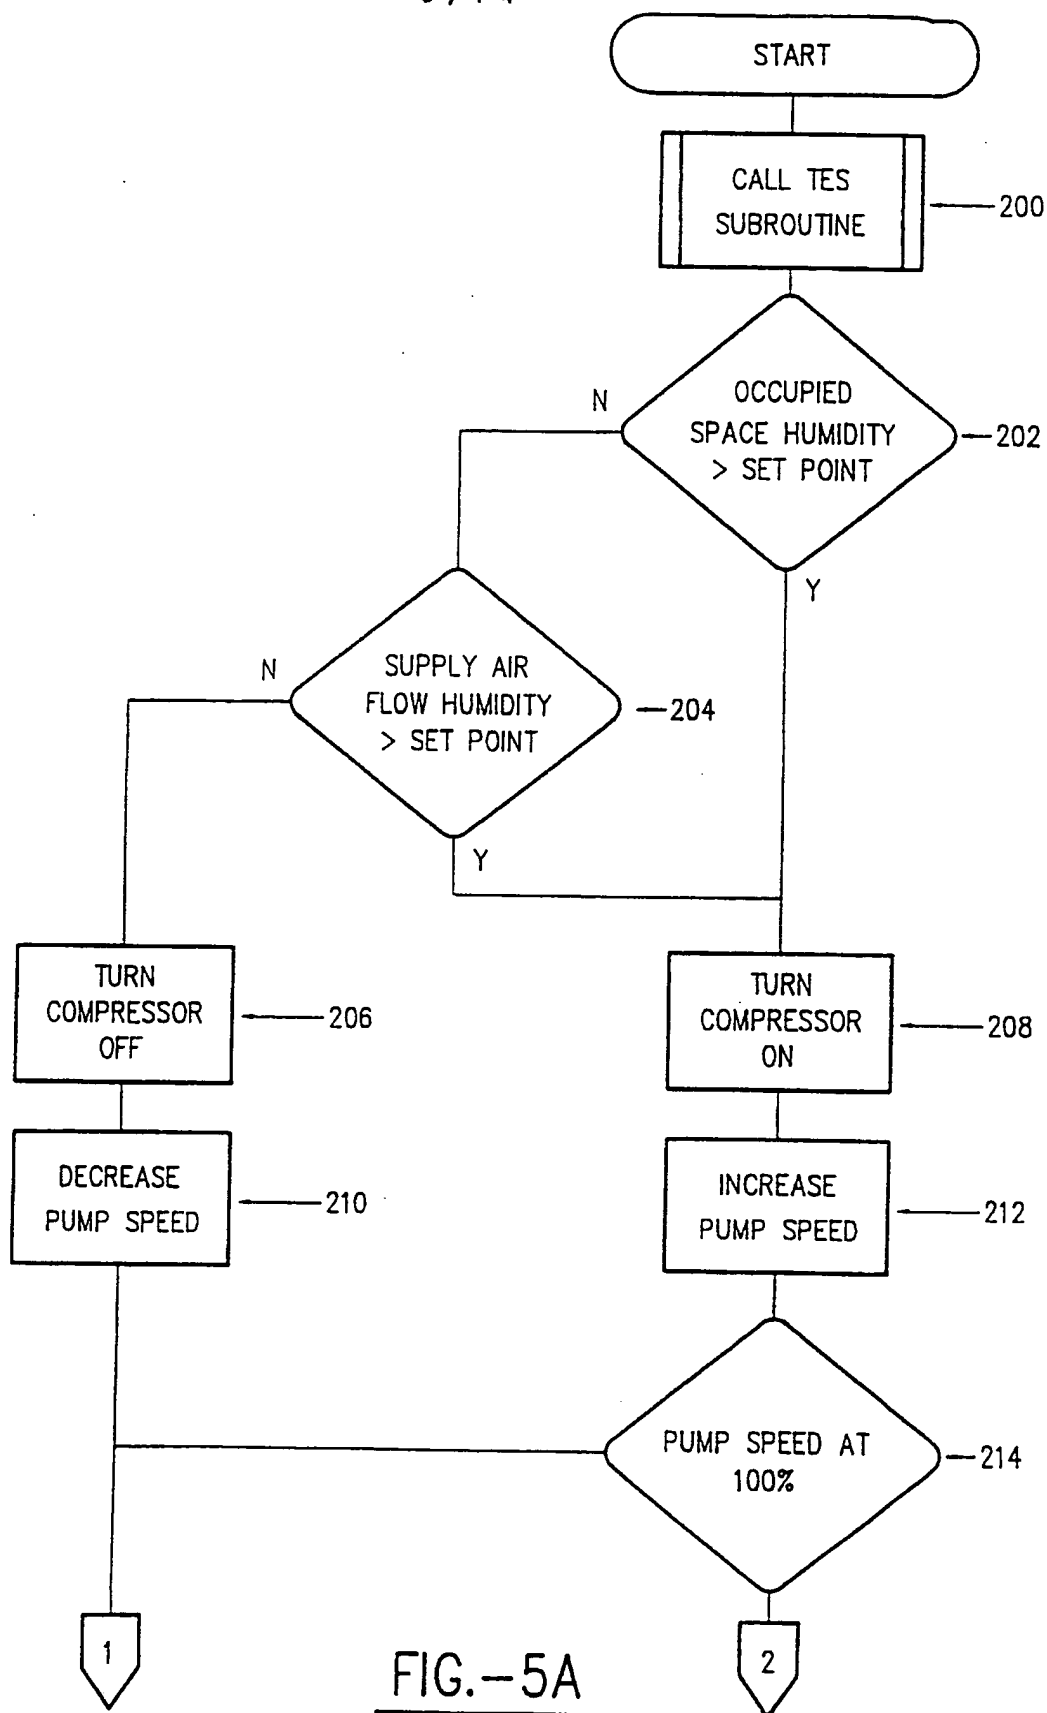 START
CALL TES
SUBROUTINE
200
OCCUPIED
SPACE HUMIDITY
> SET POINT
202
N
Y
SUPPLY AIR
FLOW HUMIDITY
> SET POINT
204
N
Y
TURN
COMPRESSOR
OFF
206
TURN
COMPRESSOR
ON
208
DECREASE
PUMP SPEED
210
INCREASE
PUMP SPEED
212
PUMP SPEED AT
100%
214
1
2
FIG.-5A